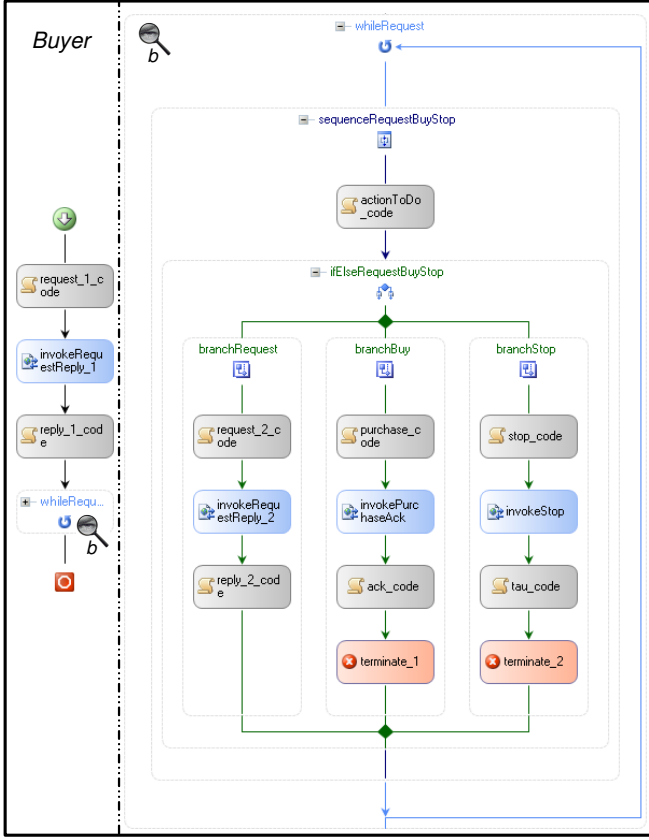 Buyer
request_1_c
ode
invokeRequ
estReply_1
reply_1_cod
e
whileRequ...
b
b
whileRequest
sequenceRequestBuyStop
actionToDo
_code
ifElseRequestBuyStop
branchRequest
branchBuy
branchStop
request_2_c
ode
purchase_c
ode
stop_code
invokeRequ
estReply_2
invokePurc
haseAck
invokeStop
reply_2_cod
e
ack_code
tau_code
terminate_1
terminate_2